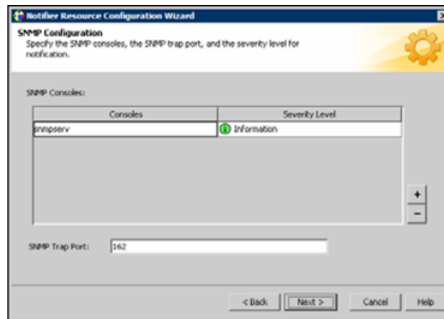 Notifier Resource Configuration Wizard
SNMP Configuration
Specify the SNMP consoles, the SNMP trap port, and the severity level for
notification.
SNMP Consoles:
Consoles Severity Level
snmpserv Information
+
-
SNMP Trap Port: 162
< Back Next > Cancel Help